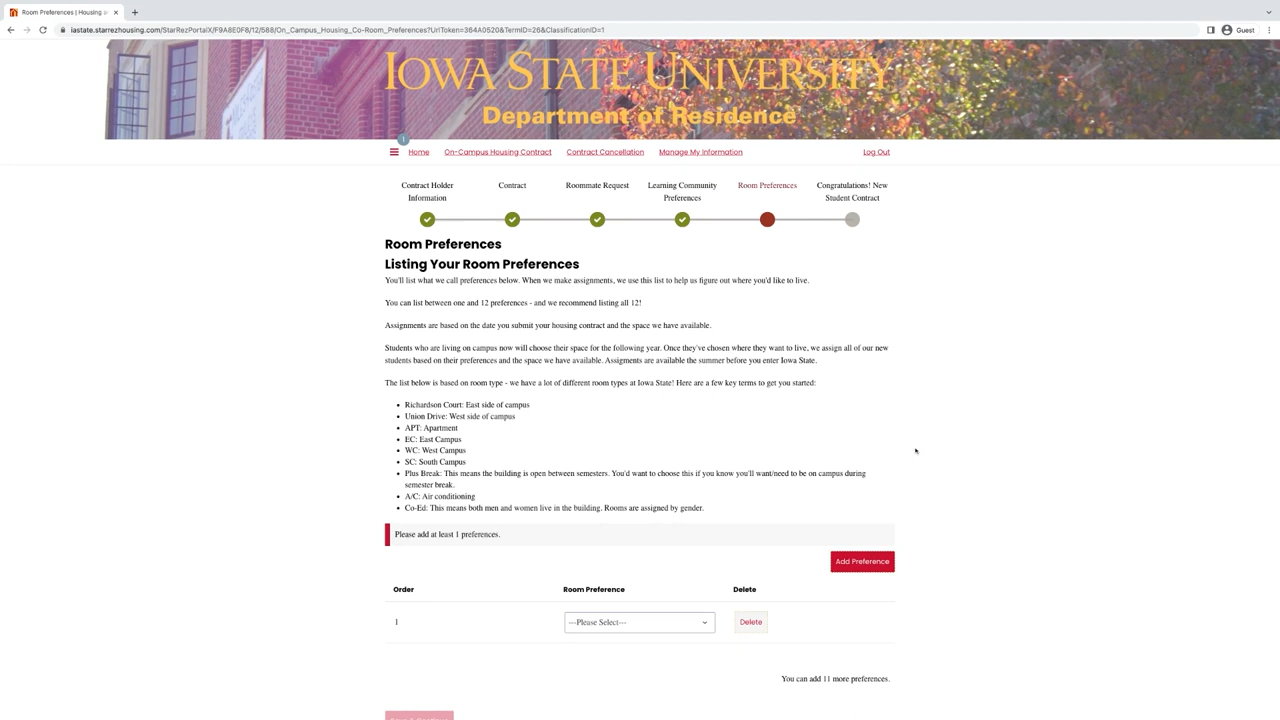 Room Preferences | Housing a
iastate.starrezhousing.com/StarRezPortalX/F9A8E0F8/12/588/On_Campus_Housing_Co-Room_Preferences?UrlToken=364A0520&TermID=26&ClassificationID=1
Guest
IOWA STATE UNIVERSITY
Department of Residence
1
Home On-Campus Housing Contract Contract Cancellation Manage My Information Log Out
Contract Holder Information
Contract
Roommate Request
Learning Community Preferences
Room Preferences
Congratulations! New Student Contract
Room Preferences
Listing Your Room Preferences
You'll list what we call preferences below. When we make assignments, we use this list to help us figure out where you'd like to live.
You can list between one and 12 preferences - and we recommend listing all 12!
Assignments are based on the date you submit your housing contract and the space we have available.
Students who are living on campus now will choose their space for the following year. Once they've chosen where they want to live, we assign all of our new
students based on their preferences and the space we have available. Assigments are available the summer before you enter Iowa State.
The list below is based on room type - we have a lot of different room types at Iowa State! Here are a few key terms to get you started:
• Richardson Court: East side of campus
• Union Drive: West side of campus
• APT: Apartment
• EC: East Campus
• WC: West Campus
• SC: South Campus
• Plus Break: This means the building is open between semesters. You'd want to choose this if you know you'll want/need to be on campus during
semester break.
• A/C: Air conditioning
• Co-Ed: This means both men and women live in the building. Rooms are assigned by gender.
Please add at least 1 preferences.
Add Preference
Order Room Preference Delete
1 ---Please Select--- Delete
You can add 11 more preferences.